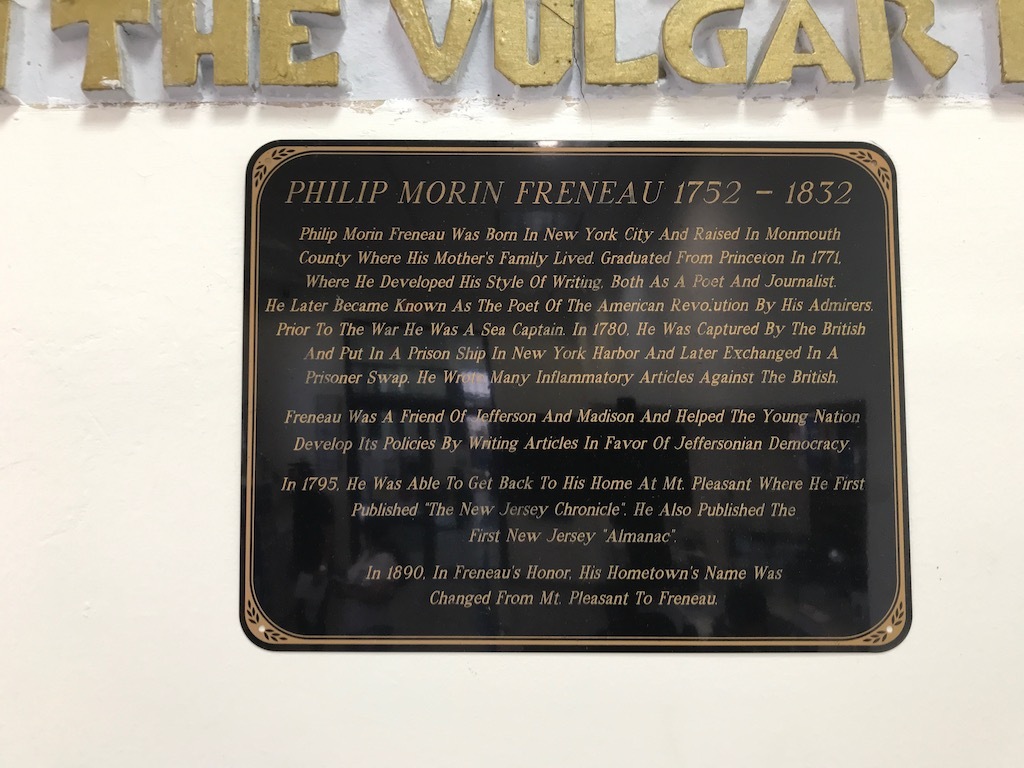 THE VULGAR
PHILIP MORIN FRENEAU 1752 – 1832
Philip Morin Freneau Was Born In New York City And Raised In Monmouth
County Where His Mother's Family Lived. Graduated From Princeton In 1771,
Where He Developed His Style Of Writing, Both As A Poet And Journalist.
He Later Became Known As The Poet Of The American Revolution By His Admirers.
Prior To The War He Was A Sea Captain. In 1780, He Was Captured By The British
And Put In A Prison Ship In New York Harbor And Later Exchanged In A
Prisoner Swap. He Wrote Many Inflammatory Articles Against The British.
Freneau Was A Friend Of Jefferson And Madison And Helped The Young Nation
Develop Its Policies By Writing Articles In Favor Of Jeffersonian Democracy.
In 1795, He Was Able To Get Back To His Home At Mt. Pleasant Where He First
Published "The New Jersey Chronicle". He Also Published The
First New Jersey "Almanac".
In 1890, In Freneau's Honor, His Hometown's Name Was
Changed From Mt. Pleasant To Freneau.